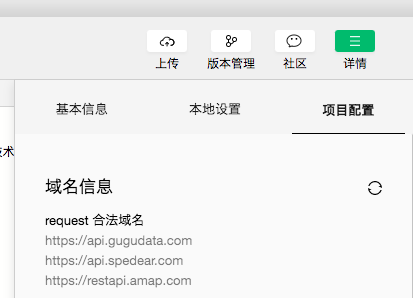 上传 版本管理 社区 详情
基本信息 本地设置 项目配置
技术
域名信息
request 合法域名
https://api.gugudata.com
https://api.spedear.com
https://restapi.amap.com